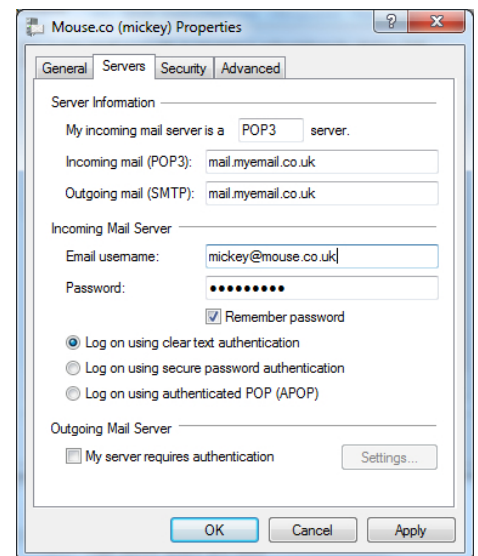 Mouse.co (mickey) Properties
General Servers Security Advanced
Server Information
My incoming mail server is a POP3 server.
Incoming mail (POP3): mail.myemail.co.uk
Outgoing mail (SMTP): mail.myemail.co.uk
Incoming Mail Server
Email username: mickey@mouse.co.uk
Password: •••••••••
Remember password
Log on using clear text authentication
Log on using secure password authentication
Log on using authenticated POP (APOP)
Outgoing Mail Server
My server requires authentication Settings...
OK Cancel Apply